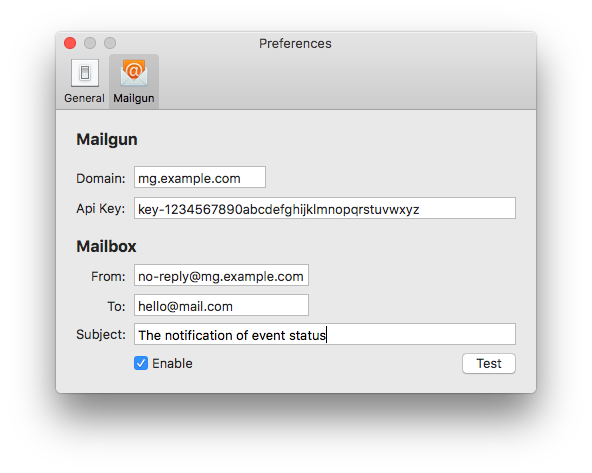 Preferences
General Mailgun
Mailgun
Domain: mg.example.com
Api Key: key-1234567890abcdefghijklmnopqrstuvwxyz
Mailbox
From: no-reply@mg.example.com
To: hello@mail.com
Subject: The notification of event status
Enable Test